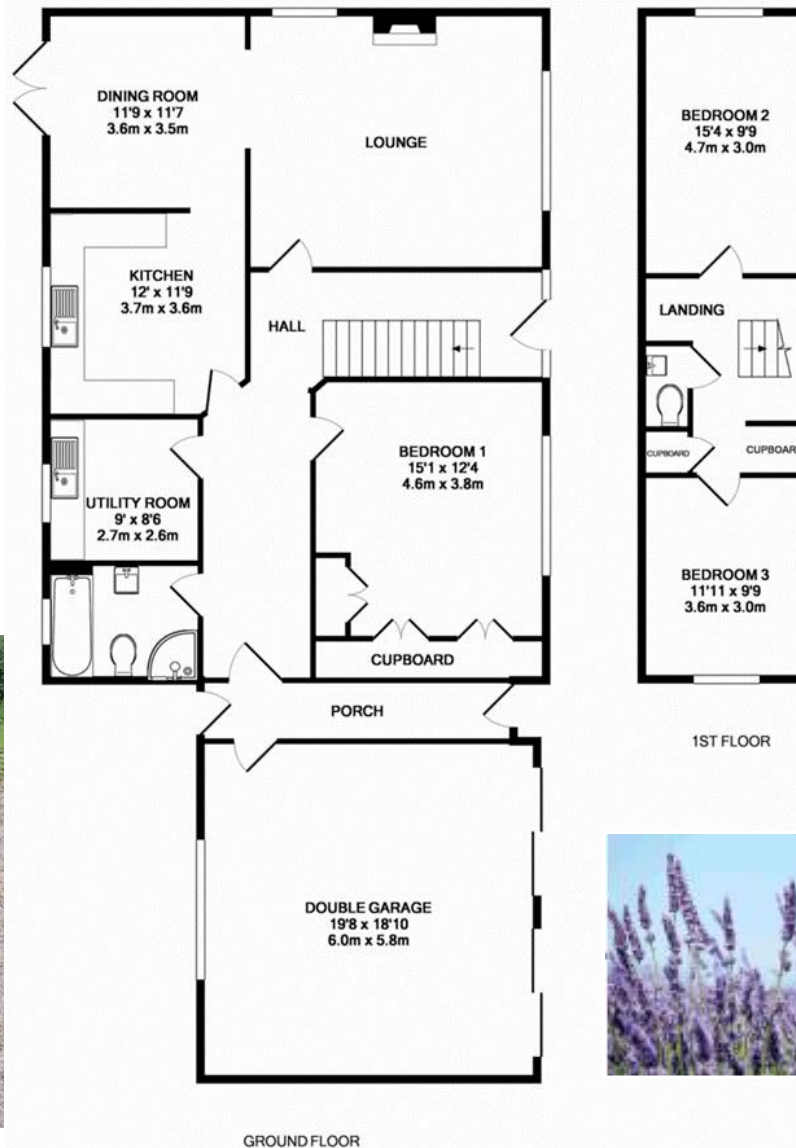 DINING ROOM
11'9 x 11'7
3.6m x 3.5m
LOUNGE
KITCHEN
12' x 11'9
3.7m x 3.6m
HALL
BEDROOM 1
15'1 x 12'4
4.6m x 3.8m
UTILITY ROOM
9' x 8'6
2.7m x 2.6m
CUPBOARD
PORCH
DOUBLE GARAGE
19'8 x 18'10
6.0m x 5.8m
GROUND FLOOR
BEDROOM 2
15'4 x 9'9
4.7m x 3.0m
LANDING
CUPBOARD
CUPBOAR
BEDROOM 3
11'11 x 9'9
3.6m x 3.0m
1ST FLOOR